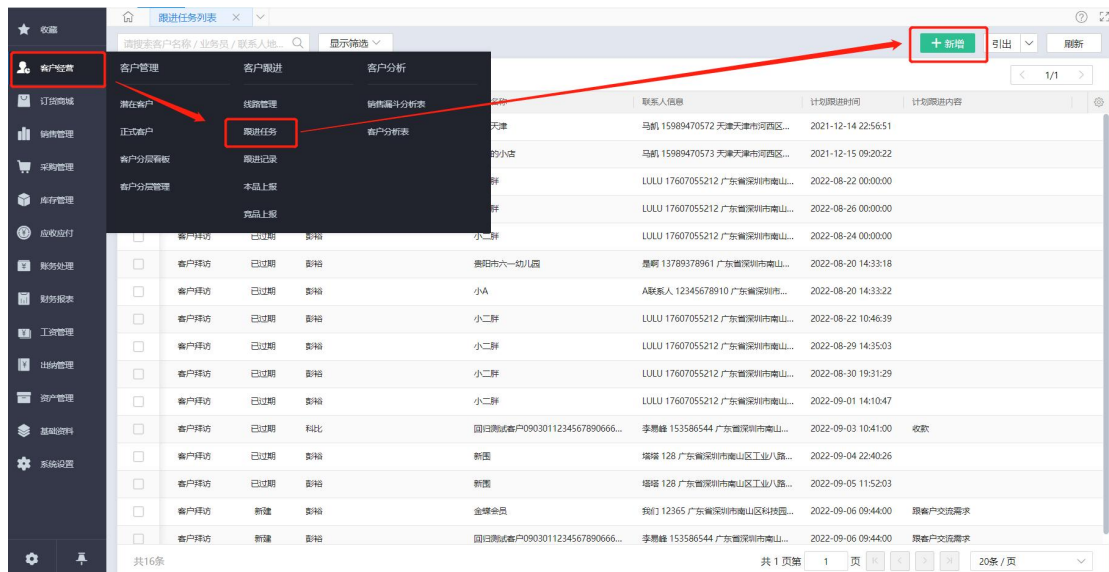 收藏
跟进任务列表
请搜索客户名称 / 业务员 / 联系人地... 显示筛选
新增 引出 刷新
客户经营
订货商城
销售管理
采购管理
库存管理
应收应付
账务处理
财务报表
工资管理
出纳管理
资产管理
基础资料
系统设置
客户管理 客户跟进 客户分析
潜在客户 线路管理 销售漏斗分析表
正式客户 跟进任务 客户分析表
客户分层看板 跟进记录
客户分层管理 本品上报
竞品上报
1/1
联系人信息 计划跟进时间 计划跟进内容
天津 马帆 15989470572 天津天津市河西区... 2021-12-14 22:56:51
的小店 马帆 15989470573 天津天津市河西区... 2021-12-15 09:20:22
胖 LULU 17607055212 广东省深圳市南山... 2022-08-22 00:00:00
胖 LULU 17607055212 广东省深圳市南山... 2022-08-26 00:00:00
客户拜访 已过期 彭裕 小二胖 LULU 17607055212 广东省深圳市南山... 2022-08-24 00:00:00
客户拜访 已过期 彭裕 贵阳市六一幼儿园 是啊 13789378961 广东省深圳市南山... 2022-08-20 14:33:18
客户拜访 已过期 彭裕 小A A联系人 12345678910 广东省深圳市... 2022-08-20 14:33:22
客户拜访 已过期 彭裕 小二胖 LULU 17607055212 广东省深圳市南山... 2022-08-22 10:46:39
客户拜访 已过期 彭裕 小二胖 LULU 17607055212 广东省深圳市南山... 2022-08-29 14:35:03
客户拜访 已过期 彭裕 小二胖 LULU 17607055212 广东省深圳市南山... 2022-08-30 19:31:29
客户拜访 已过期 彭裕 小二胖 LULU 17607055212 广东省深圳市南山... 2022-09-01 14:10:47
客户拜访 已过期 科比 回归测试客户0903011234567890666... 李易峰 153586544 广东省深圳市南山... 2022-09-03 10:41:00 收款
客户拜访 已过期 彭裕 新围 塔塔 128 广东省深圳市南山区工业八路... 2022-09-04 22:40:26
客户拜访 已过期 彭裕 新围 塔塔 128 广东省深圳市南山区工业八路... 2022-09-05 11:52:03
客户拜访 新建 彭裕 金蝶会员 我们 12365 广东省深圳市南山区科技园... 2022-09-06 09:44:00 跟客户交流需求
客户拜访 新建 彭裕 回归测试客户0903011234567890666... 李易峰 153586544 广东省深圳市南山... 2022-09-06 09:44:00 跟客户交流需求
共16条 共 1 页第 1 页 20条 / 页